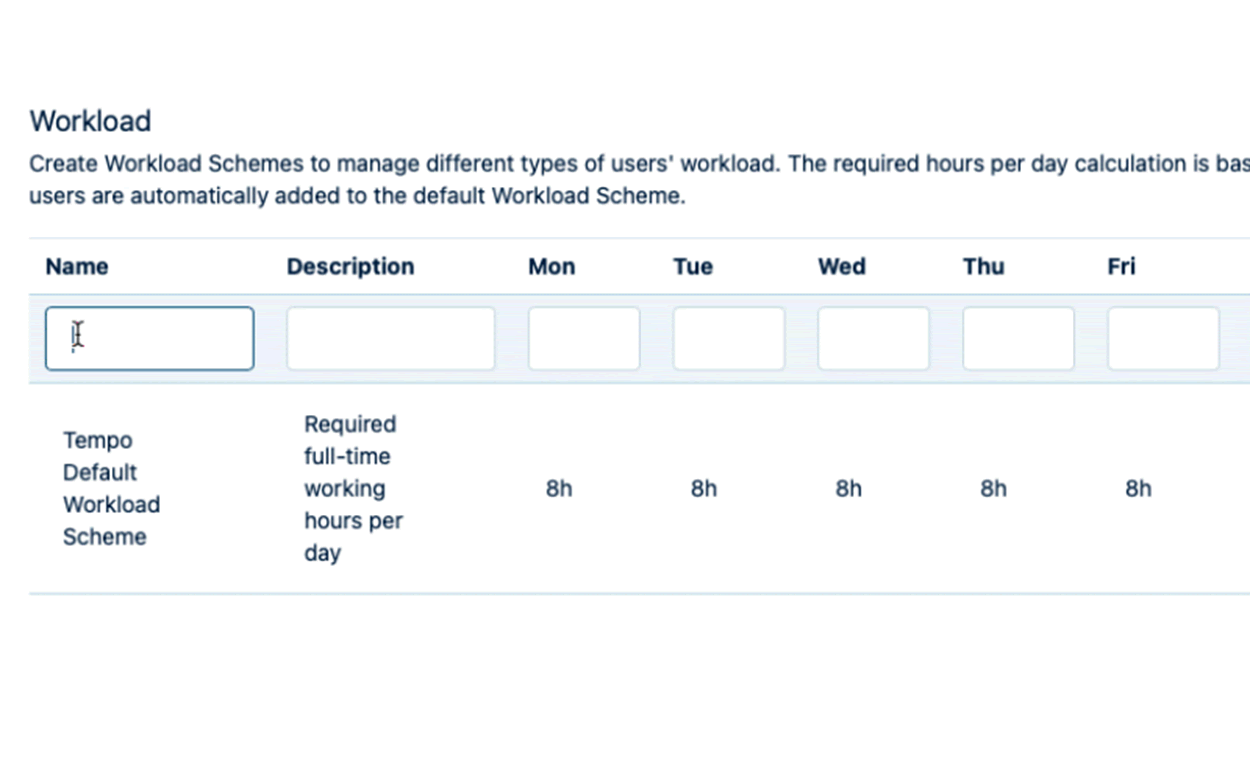 Workload
Create Workload Schemes to manage different types of users' workload. The required hours per day calculation is bas
users are automatically added to the default Workload Scheme.
Name Description Mon Tue Wed Thu Fri
Tempo
Default
Workload
Scheme
Required
full-time
working
hours per
day
8h 8h 8h 8h 8h